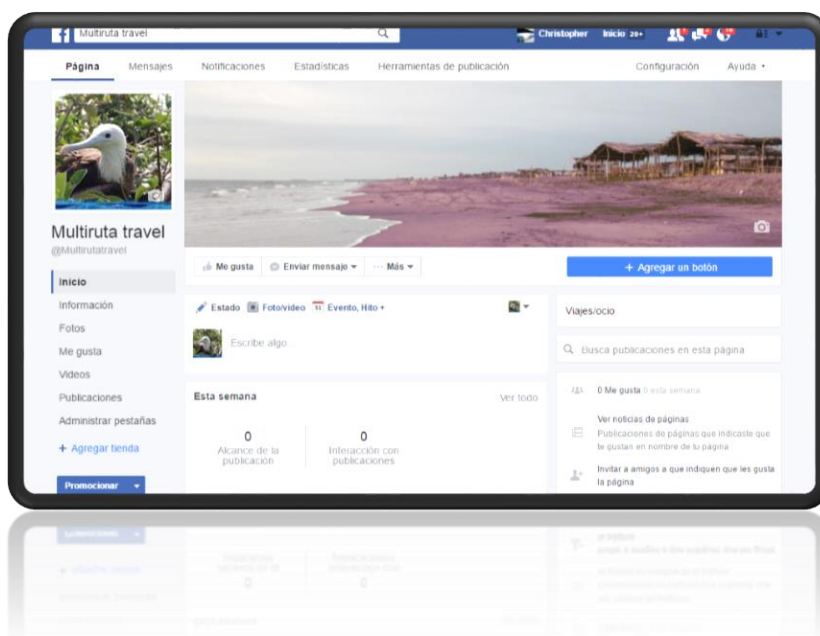 Multiruta travel
Christopher Inicio 20+
Página Mensajes Notificaciones Estadísticas Herramientas de publicación Configuración Ayuda
Multiruta travel
@Multirutatravel
Inicio
Información
Fotos
Me gusta
Videos
Publicaciones
Administrar pestañas
+ Agregar tienda
Promocionar
Me gusta Enviar mensaje ··· Más
+ Agregar un botón
Estado Foto/video Evento, Hito +
Escribe algo
Esta semana Ver todo
0 0
Alcance de la Interacción con
publicación publicaciones
Viajes/ocio
Busca publicaciones en esta página
0 Me gusta 0 esta semana
Ver noticias de páginas
Publicaciones de páginas que indicaste que
te gustan en nombre de tu página
Invitar a amigos a que indiquen que les gusta
la página